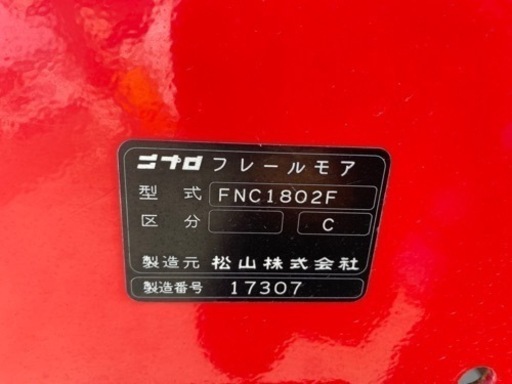 ニプロ フレールモア
型式 FNC1802F
区分 C
製造元 松山株式会社
製造番号 17307